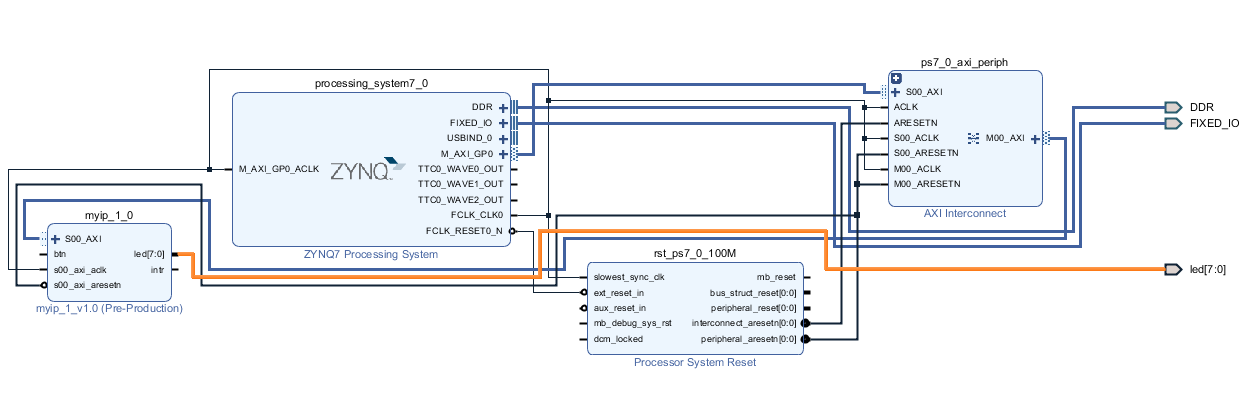 processing_system7_0
DDR
FIXED_IO
USBIND_0
M_AXI_GP0
M_AXI_GP0_ACLK
ZYNQ
TTC0_WAVE0_OUT
TTC0_WAVE1_OUT
TTC0_WAVE2_OUT
FCLK_CLK0
FCLK_RESET0_N
ZYNQ7 Processing System
ps7_0_axi_periph
S00_AXI
ACLK
ARESETN
S00_ACLK
M00_AXI
S00_ARESETN
M00_ACLK
M00_ARESETN
AXI Interconnect
DDR
FIXED_IO
led[7:0]
myip_1_0
S00_AXI
btn
led[7:0]
s00_axi_aclk
intr
s00_axi_aresetn
myip_1_v1.0 (Pre-Production)
rst_ps7_0_100M
slowest_sync_clk
mb_reset
ext_reset_in
bus_struct_reset[0:0]
aux_reset_in
peripheral_reset[0:0]
mb_debug_sys_rst
interconnect_aresetn[0:0]
dcm_locked
peripheral_aresetn[0:0]
Processor System Reset